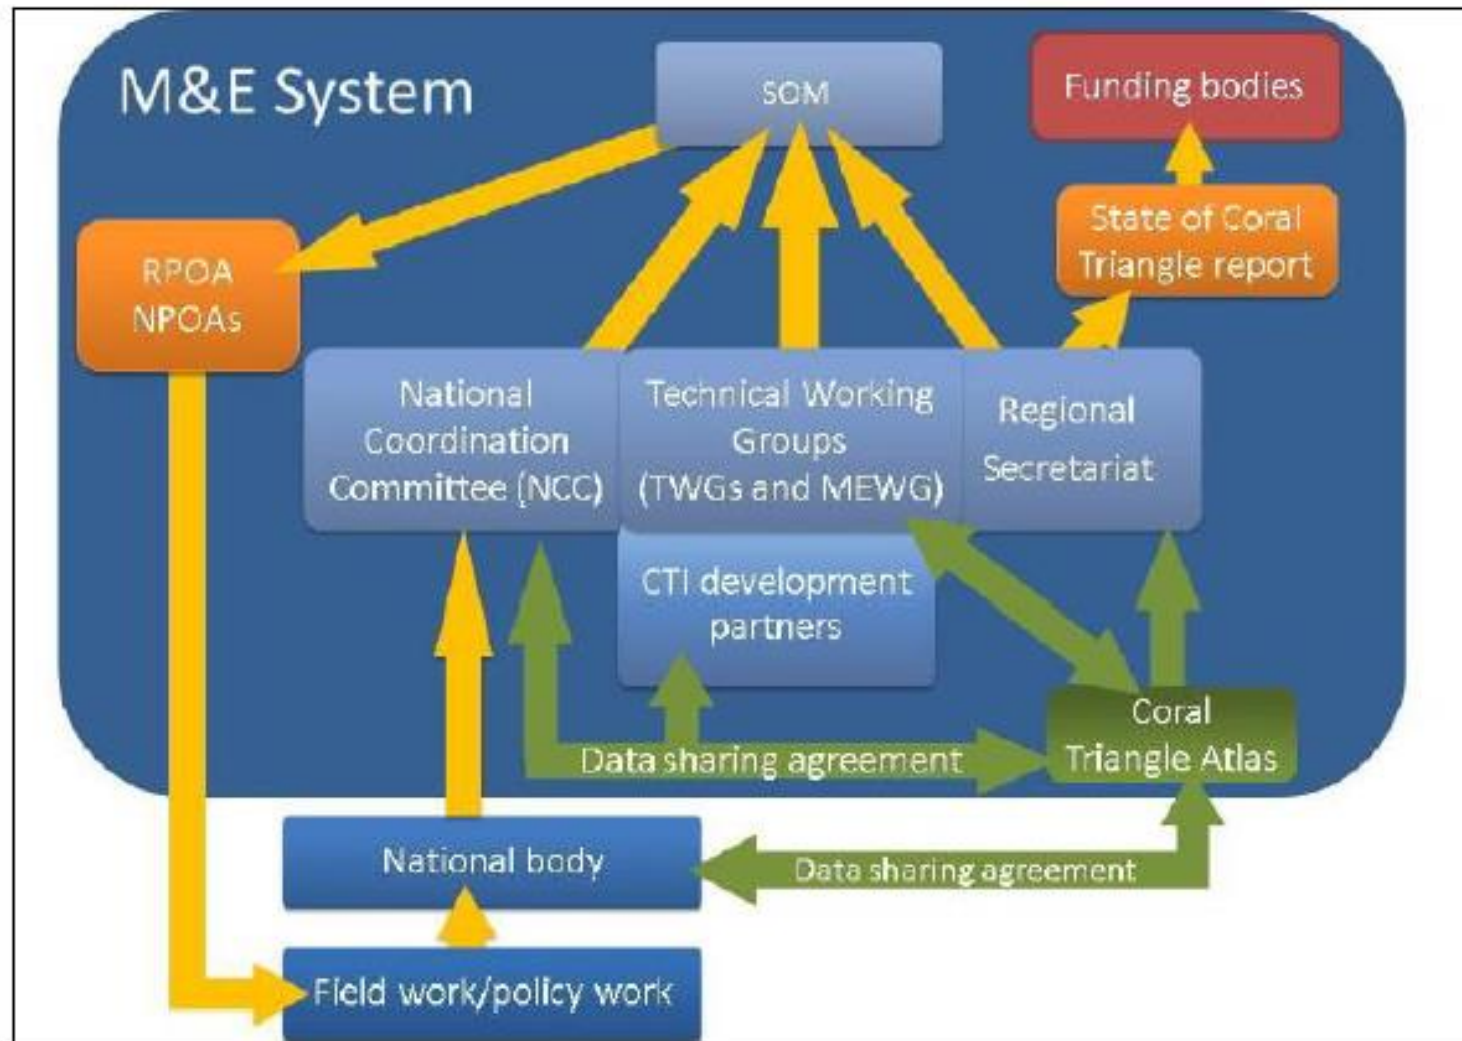 M&E System
SOM
Funding bodies
State of Coral
Triangle report
RPOA
NPOAs
National
Coordination
Committee (NCC)
Technical Working
Groups
(TWGs and MEWG)
Regional
Secretariat
CTI development
partners
Coral
Triangle Atlas
Data sharing agreement
National body
Data sharing agreement
Field work/policy work